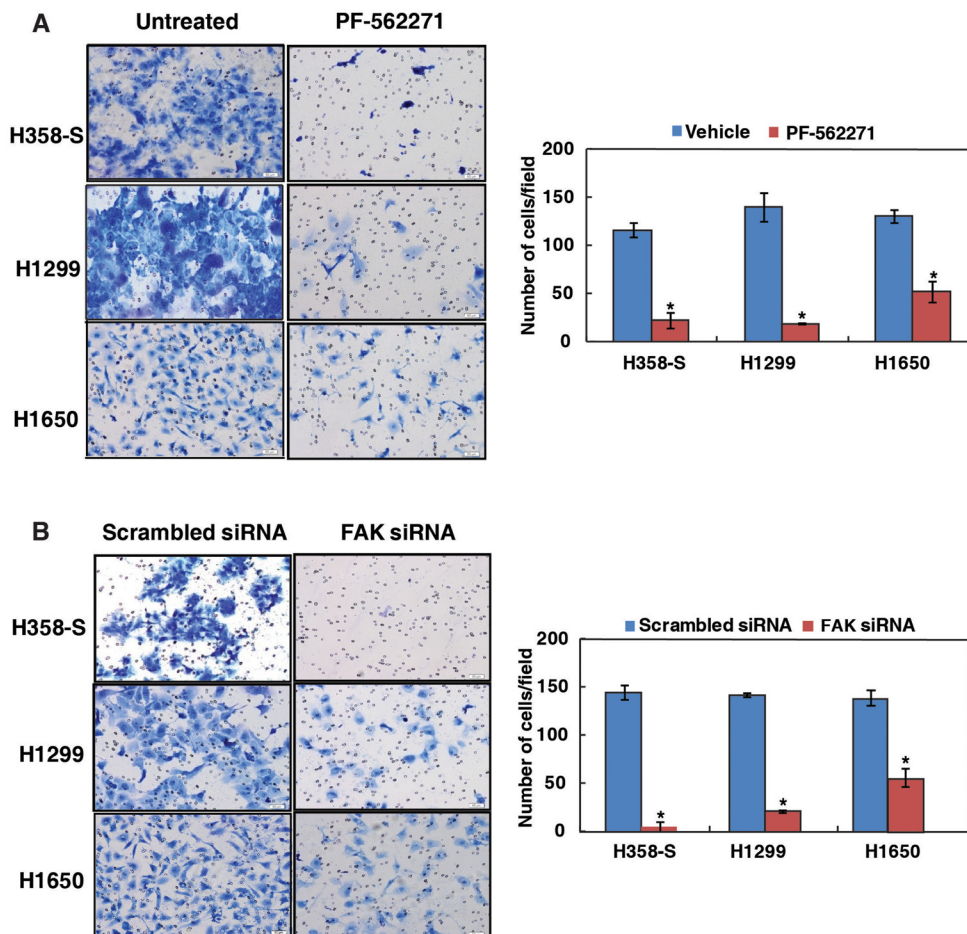 A
Untreated
PF-562271
H358-S
H1299
H1650
Vehicle PF-562271
Number of cells/field
200
150
100
50
0
*
*
*
H358-S H1299 H1650
B
Scrambled siRNA
FAK siRNA
H358-S
H1299
H1650
Scrambled siRNA FAK siRNA
Number of cells/field
200
150
100
50
0
*
*
*
H358-S H1299 H1650